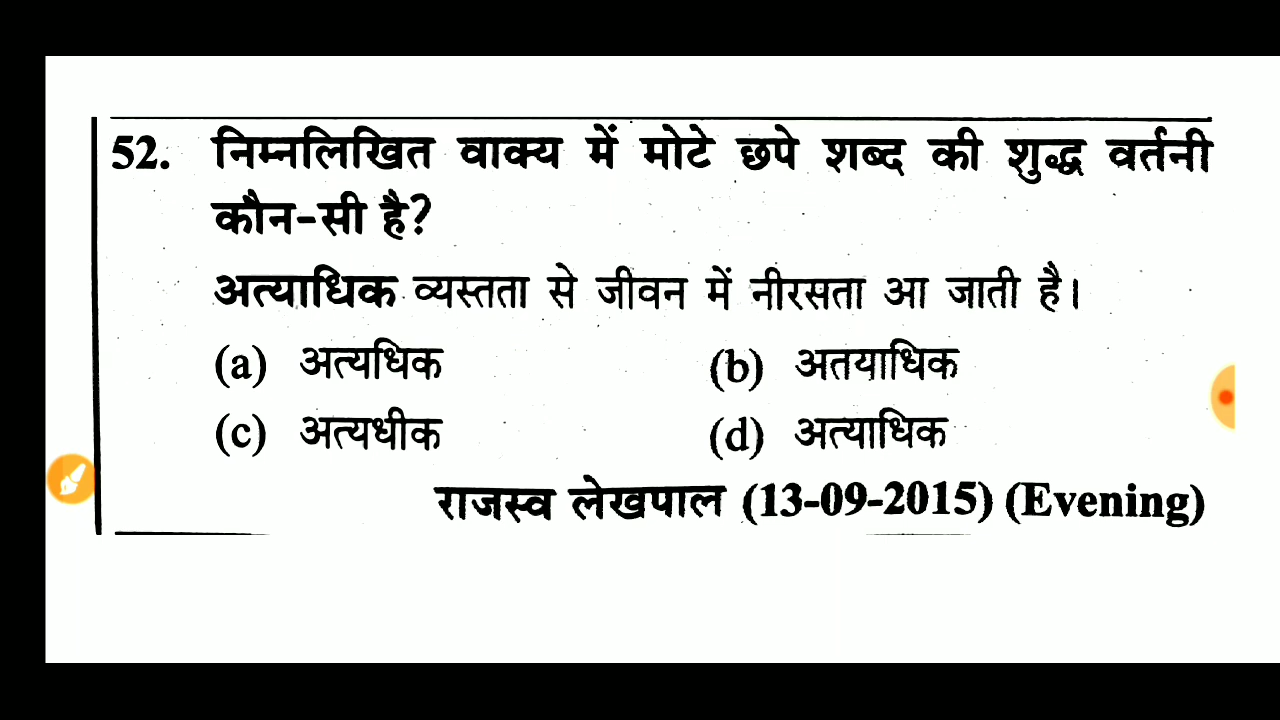 52. निम्नलिखित वाक्य में मोटे छपे शब्द की शुद्ध वर्तनी
कौन-सी है?
अत्याधिक व्यस्तता से जीवन में नीरसता आ जाती है।
(a) अत्यधिक (b) अतयाधिक
(c) अत्यधीक (d) अत्याधिक
राजस्व लेखपाल (13-09-2015) (Evening)